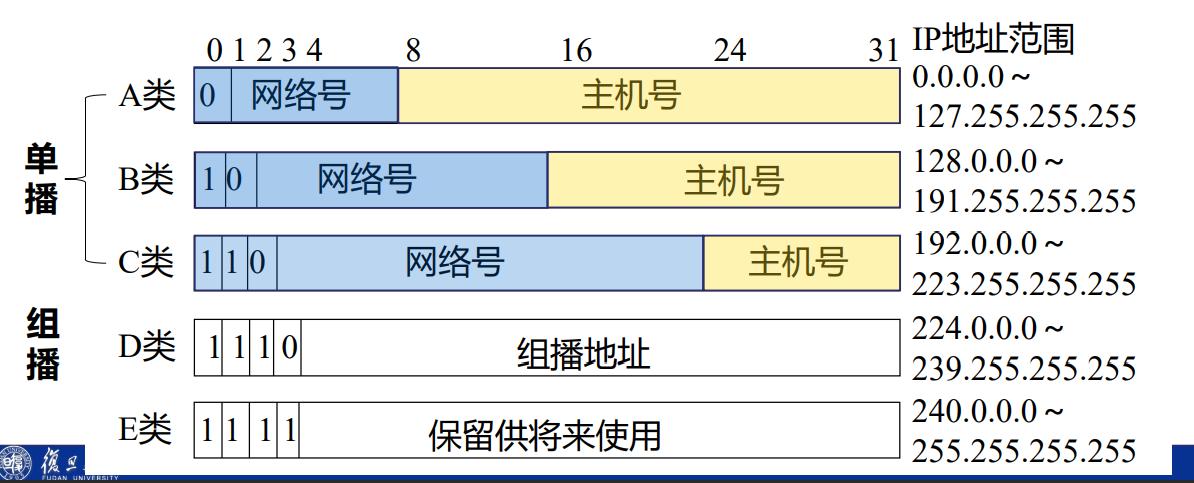 0 1 2 3 4 8 16 24 31 IP地址范围
单播
A类 0 网络号 主机号 0.0.0.0~
127.255.255.255
B类 1 0 网络号 主机号 128.0.0.0~
191.255.255.255
C类 1 1 0 网络号 主机号 192.0.0.0~
223.255.255.255
组播
D类 1 1 1 0 组播地址 224.0.0.0~
239.255.255.255
E类 1 1 1 1 保留供将来使用 240.0.0.0~
255.255.255.255
復旦
FUDAN UNIVERSITY